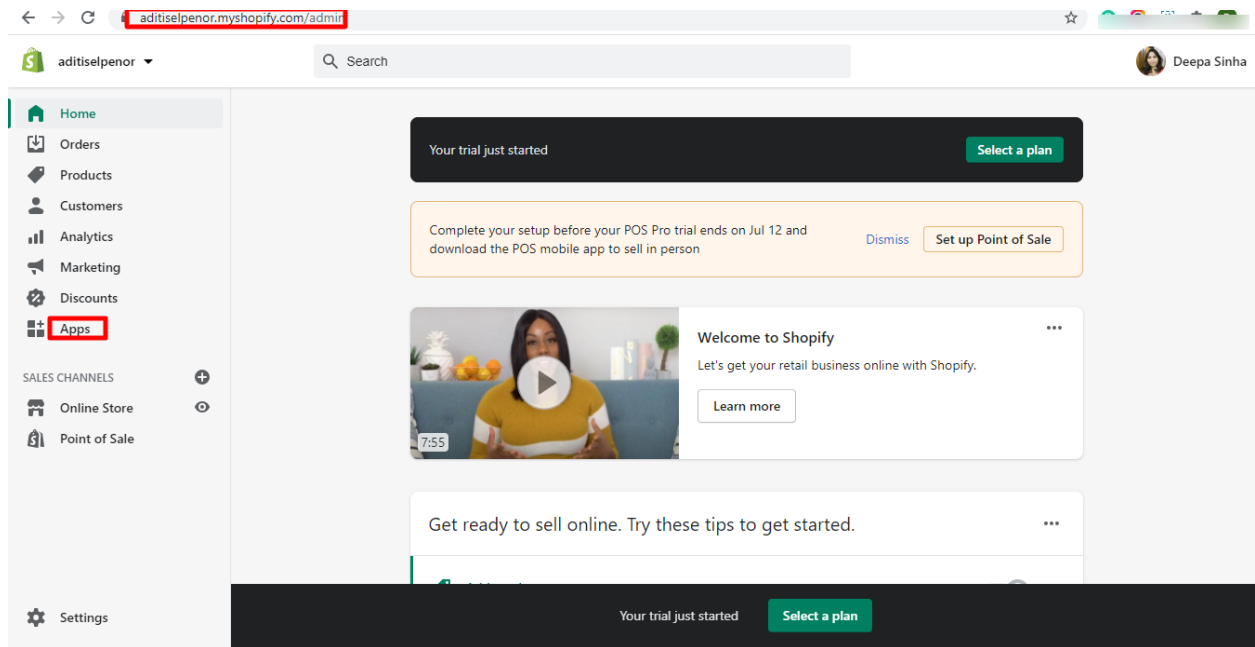 aditiselpenor.myshopify.com/admin
aditiselpenor
Search
Deepa Sinha
Home
Orders
Products
Customers
Analytics
Marketing
Discounts
Apps
SALES CHANNELS
Online Store
Point of Sale
Settings
Your trial just started
Select a plan
Complete your setup before your POS Pro trial ends on Jul 12 and
download the POS mobile app to sell in person
Dismiss
Set up Point of Sale
7:55
Welcome to Shopify
Let's get your retail business online with Shopify.
Learn more
Get ready to sell online. Try these tips to get started.
Your trial just started
Select a plan